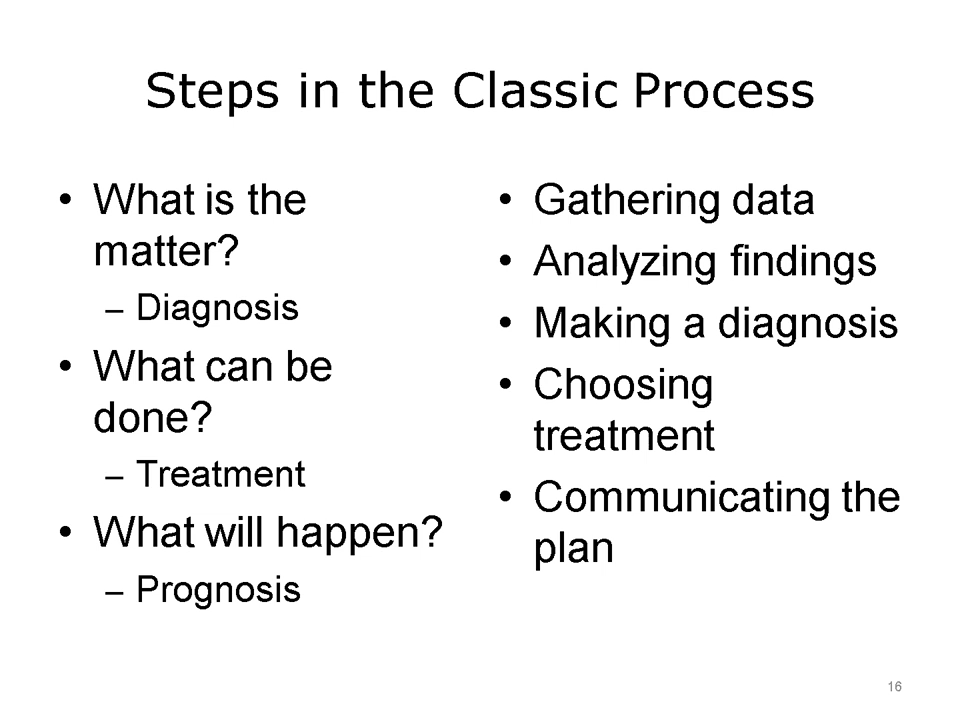 Steps in the Classic Process
• What is the
matter?
– Diagnosis
• What can be
done?
– Treatment
• What will happen?
– Prognosis
• Gathering data
• Analyzing findings
• Making a diagnosis
• Choosing
treatment
• Communicating the
plan
16